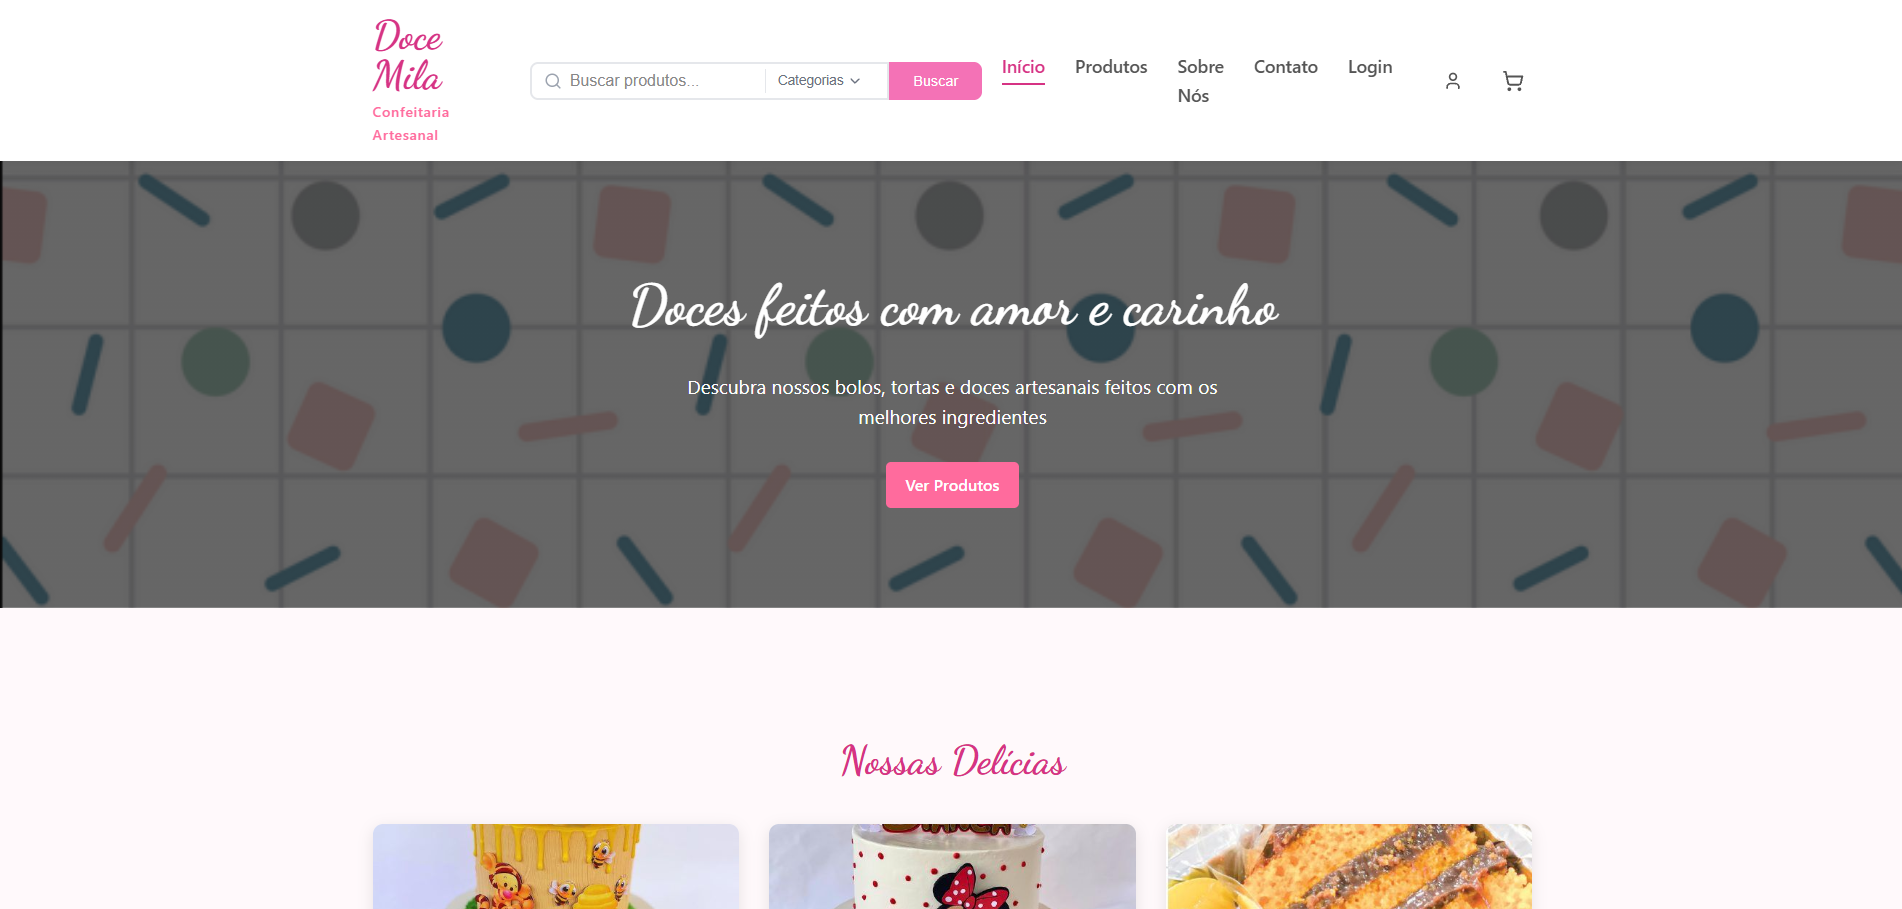 Doce
Mila
Confeitaria
Artesanal
Buscar produtos...
Categorias
Buscar
Início
Produtos
Sobre
Nós
Contato
Login
Doces feitos com amor e carinho
Descubra nossos bolos, tortas e doces artesanais feitos com os
melhores ingredientes
Ver Produtos
Nossas Delícias